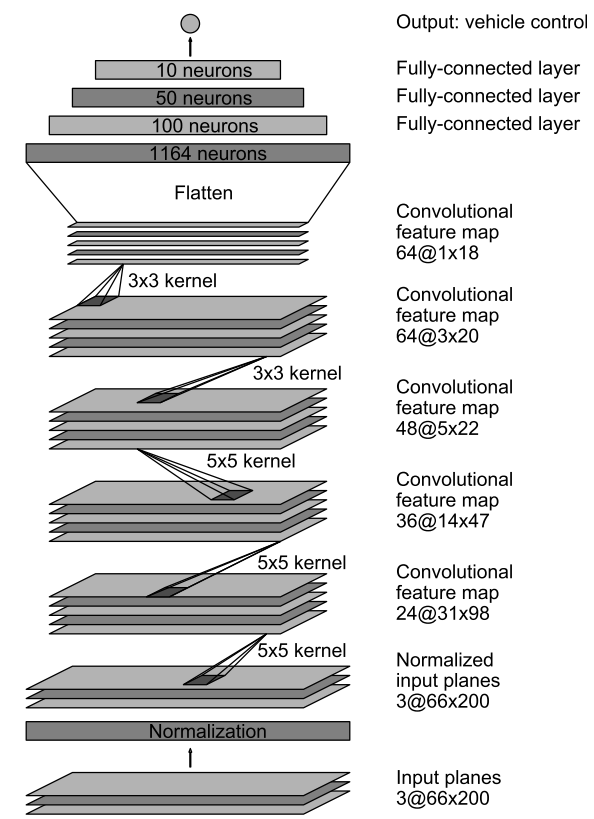 Output: vehicle control
10 neurons
Fully-connected layer
50 neurons
Fully-connected layer
100 neurons
Fully-connected layer
1164 neurons
Flatten
Convolutional
feature map
64@1x18
3x3 kernel
Convolutional
feature map
64@3x20
3x3 kernel
Convolutional
feature map
48@5x22
5x5 kernel
Convolutional
feature map
36@14x47
5x5 kernel
Convolutional
feature map
24@31x98
5x5 kernel
Normalized
input planes
3@66x200
Normalization
Input planes
3@66x200